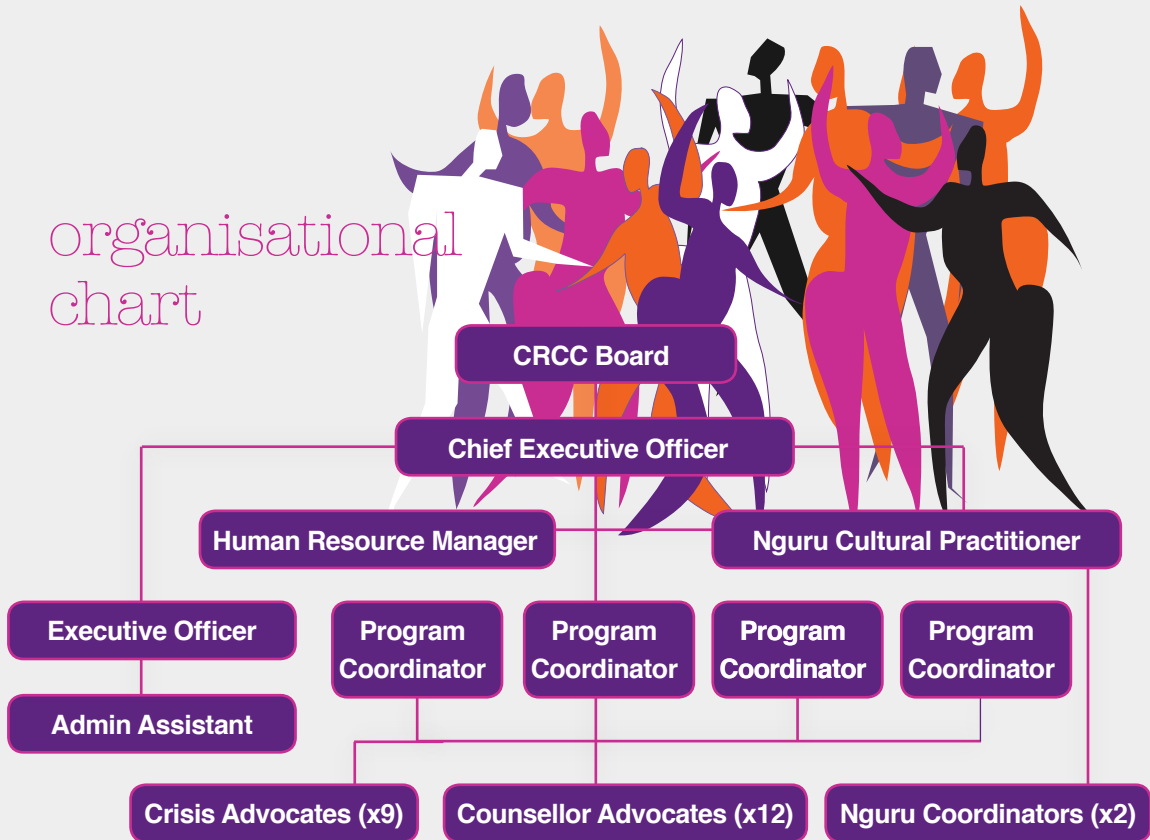 organisational
chart
CRCC Board
Chief Executive Officer
Human Resource Manager
Nguru Cultural Practitioner
Executive Officer
Program
Coordinator
Program
Coordinator
Program
Coordinator
Program
Coordinator
Admin Assistant
Crisis Advocates (x9)
Counsellor Advocates (x12)
Nguru Coordinators (x2)